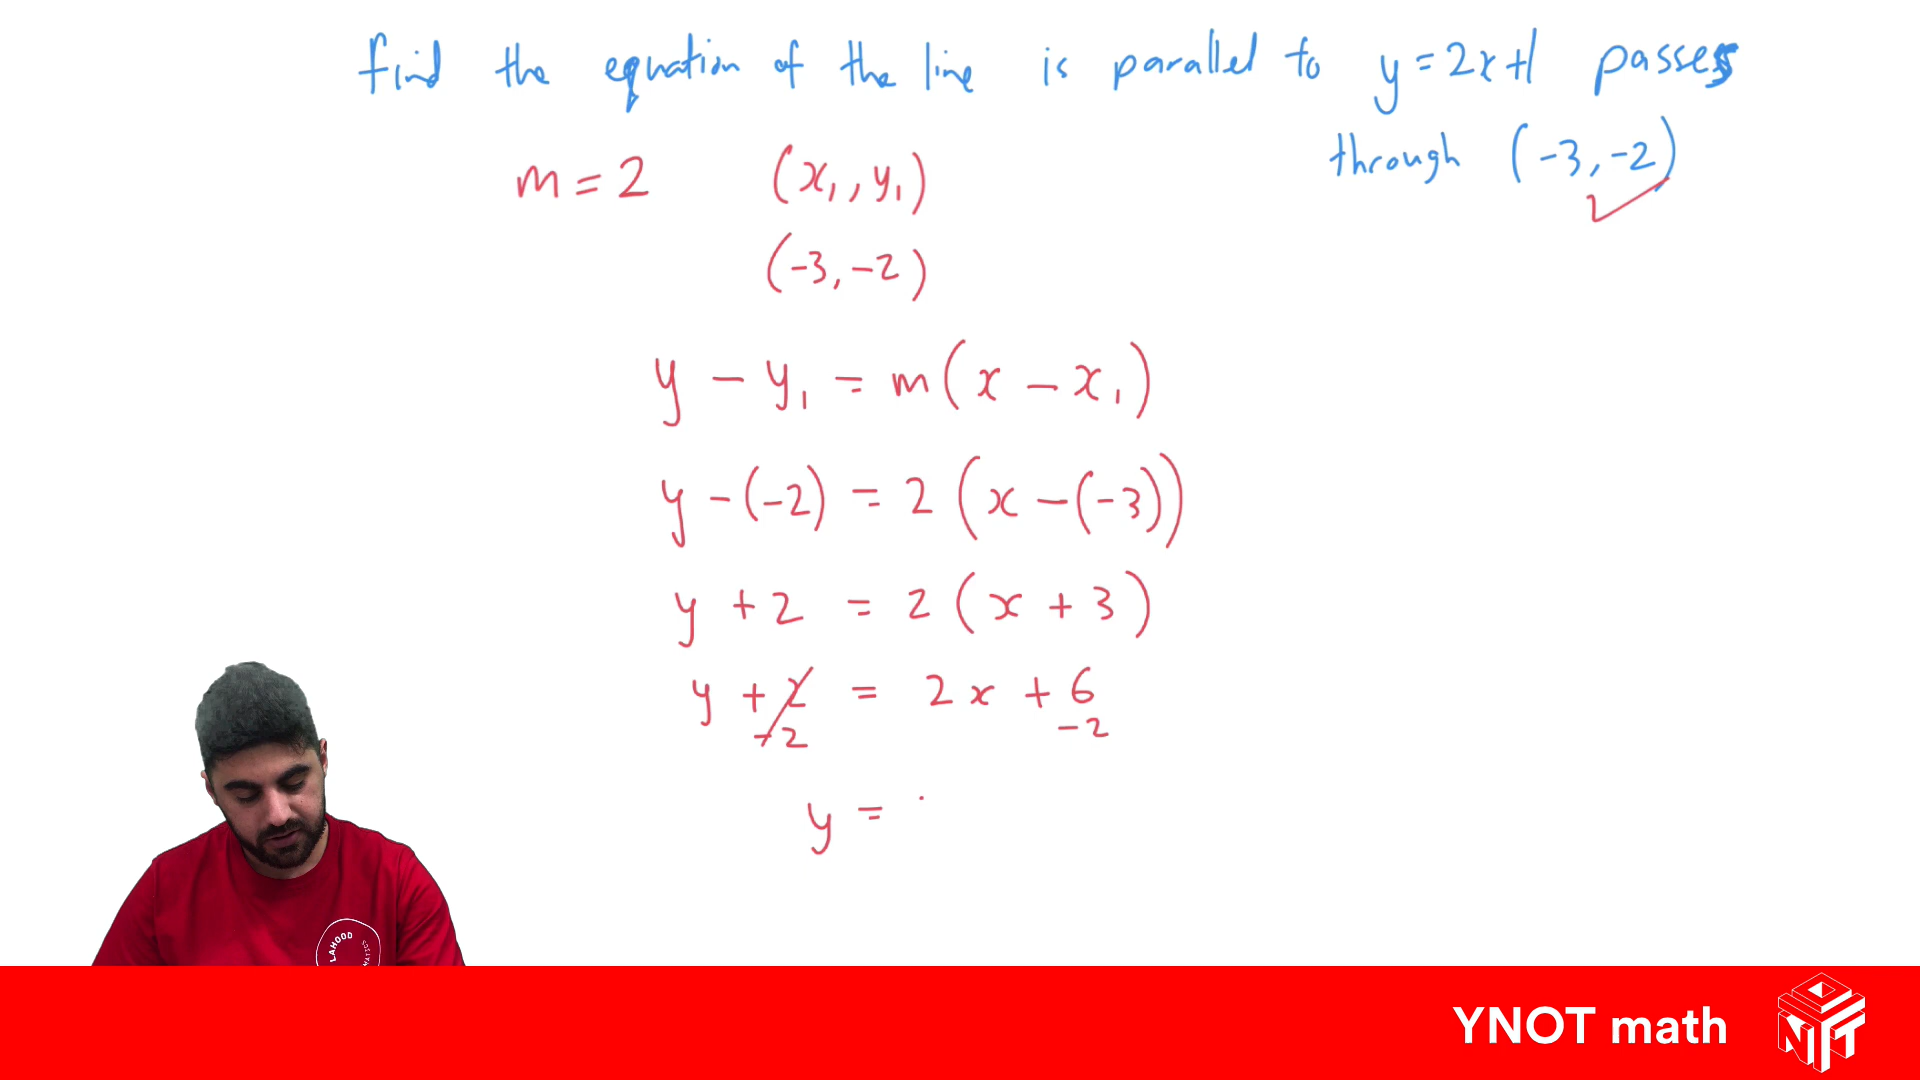 find the equation of the line is parallel to y = 2x+1 passes
through (-3,-2)
m = 2 (x₁, y₁)
(-3, -2)
y - y₁ = m(x - x₁)
y - (-2) = 2(x - (-3))
y + 2 = 2(x + 3)
y + 2 = 2x + 6
-2 -2
y =
LAHOOD
YNOT math